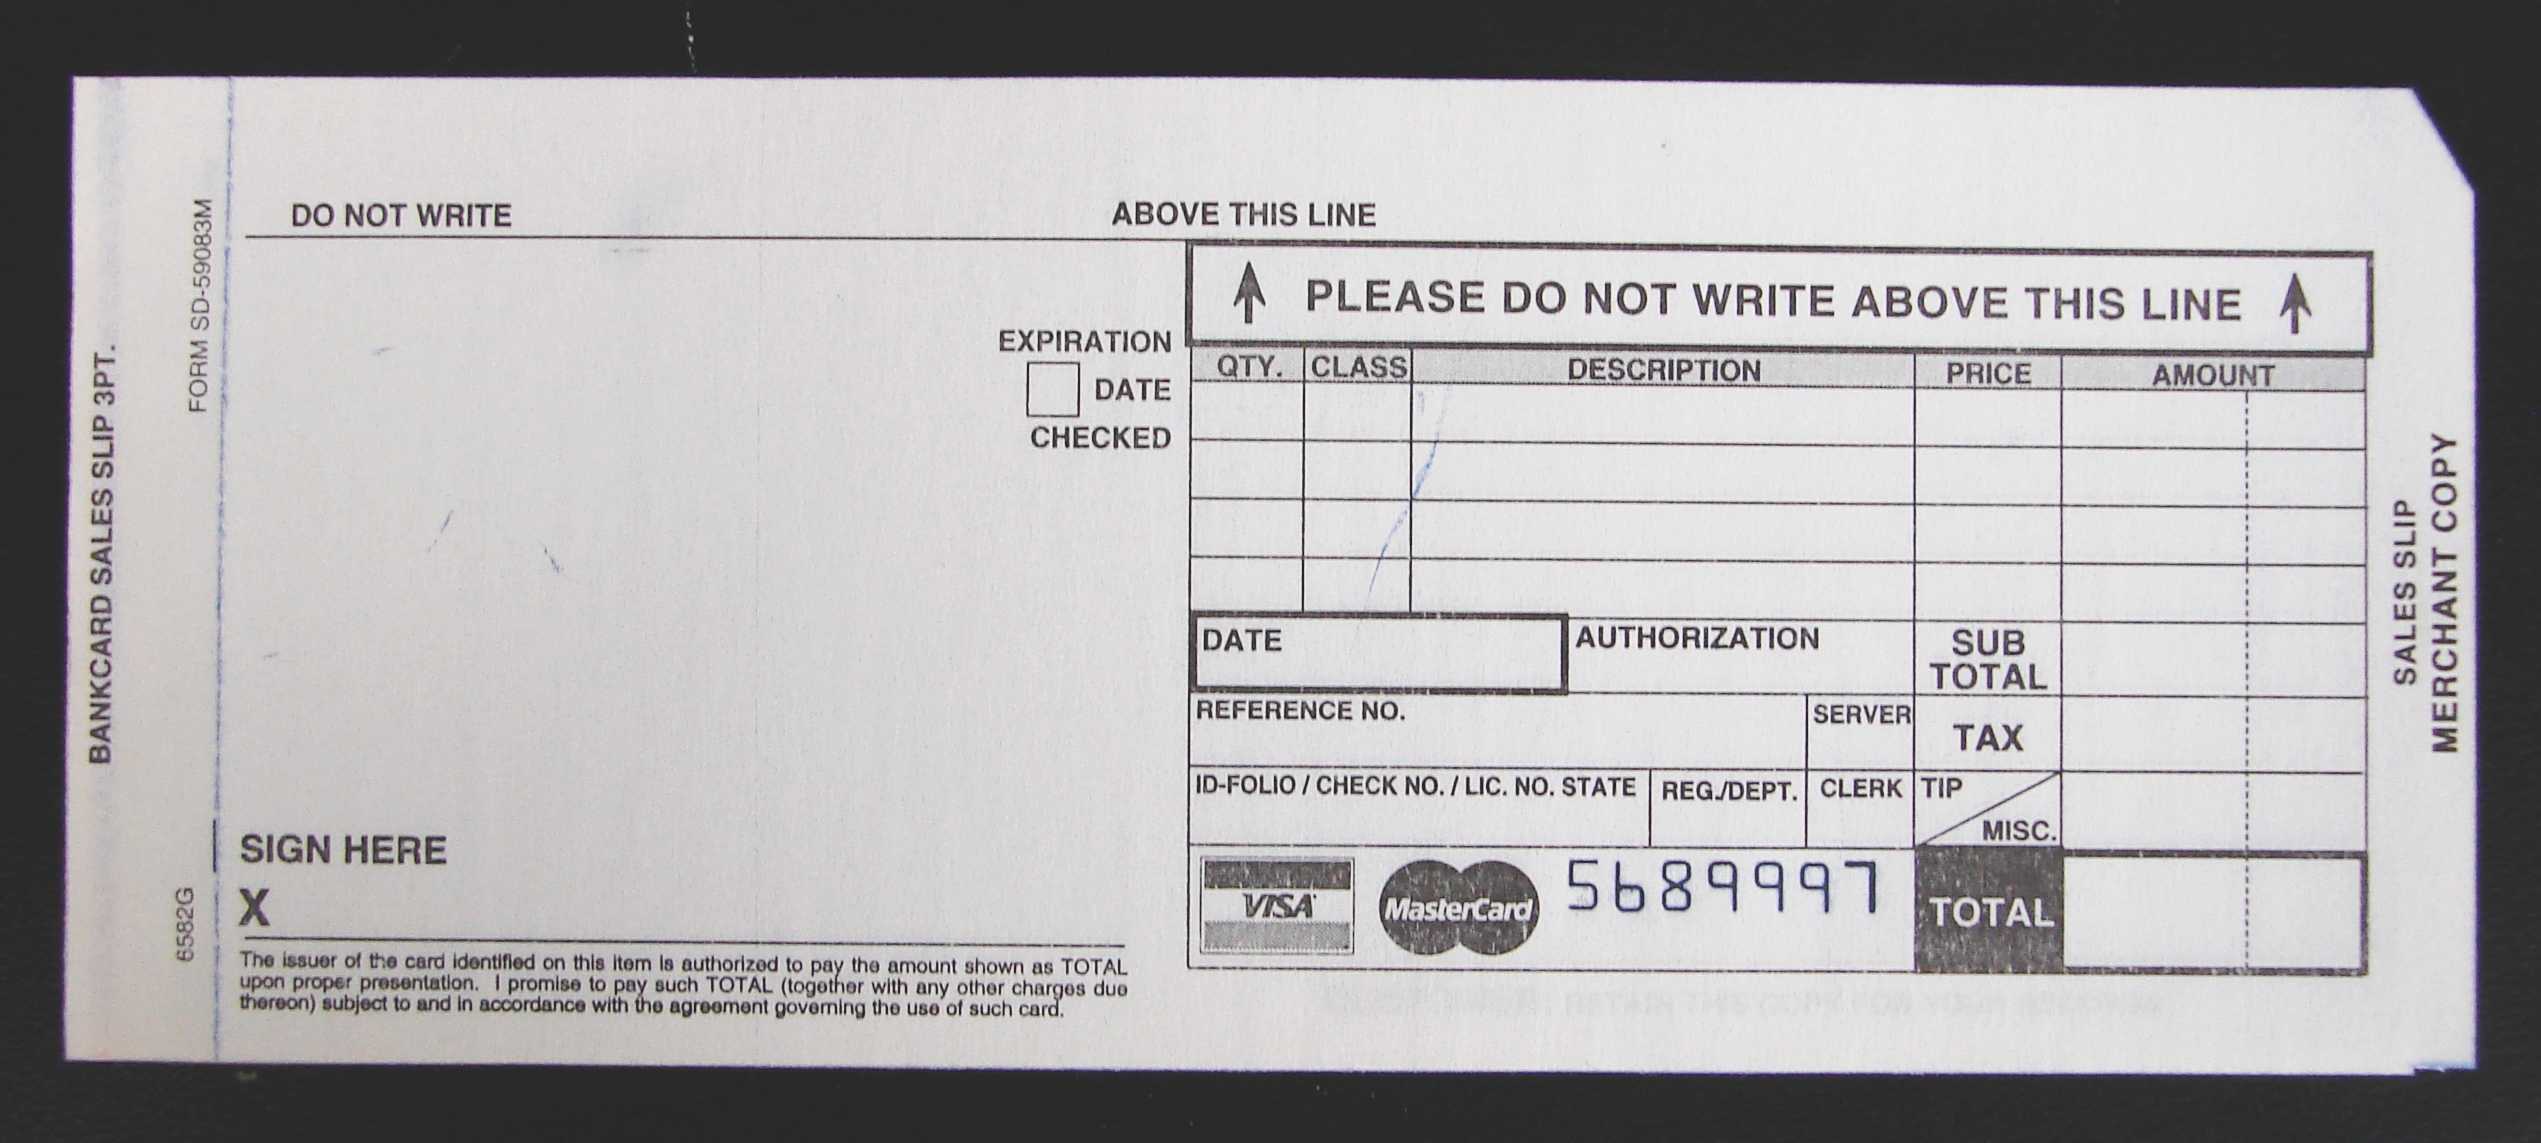 DO NOT WRITE ABOVE THIS LINE
PLEASE DO NOT WRITE ABOVE THIS LINE
EXPIRATION
DATE
CHECKED
QTY. CLASS DESCRIPTION PRICE AMOUNT
DATE
AUTHORIZATION
SUB
TOTAL
REFERENCE NO.
SERVER
TAX
ID-FOLIO / CHECK NO. / LIC. NO. STATE
REG./DEPT.
CLERK
TIP
MISC.
VISA
MasterCard
5689997
TOTAL
SIGN HERE
X
The issuer of the card identified on this item is authorized to pay the amount shown as TOTAL
upon proper presentation. I promise to pay such TOTAL (together with any other charges due
thereon) subject to and in accordance with the agreement governing the use of such card.
BANKCARD SALES SLIP 3PT.
FORM SD-59083M
6582G
SALES SLIP
MERCHANT COPY